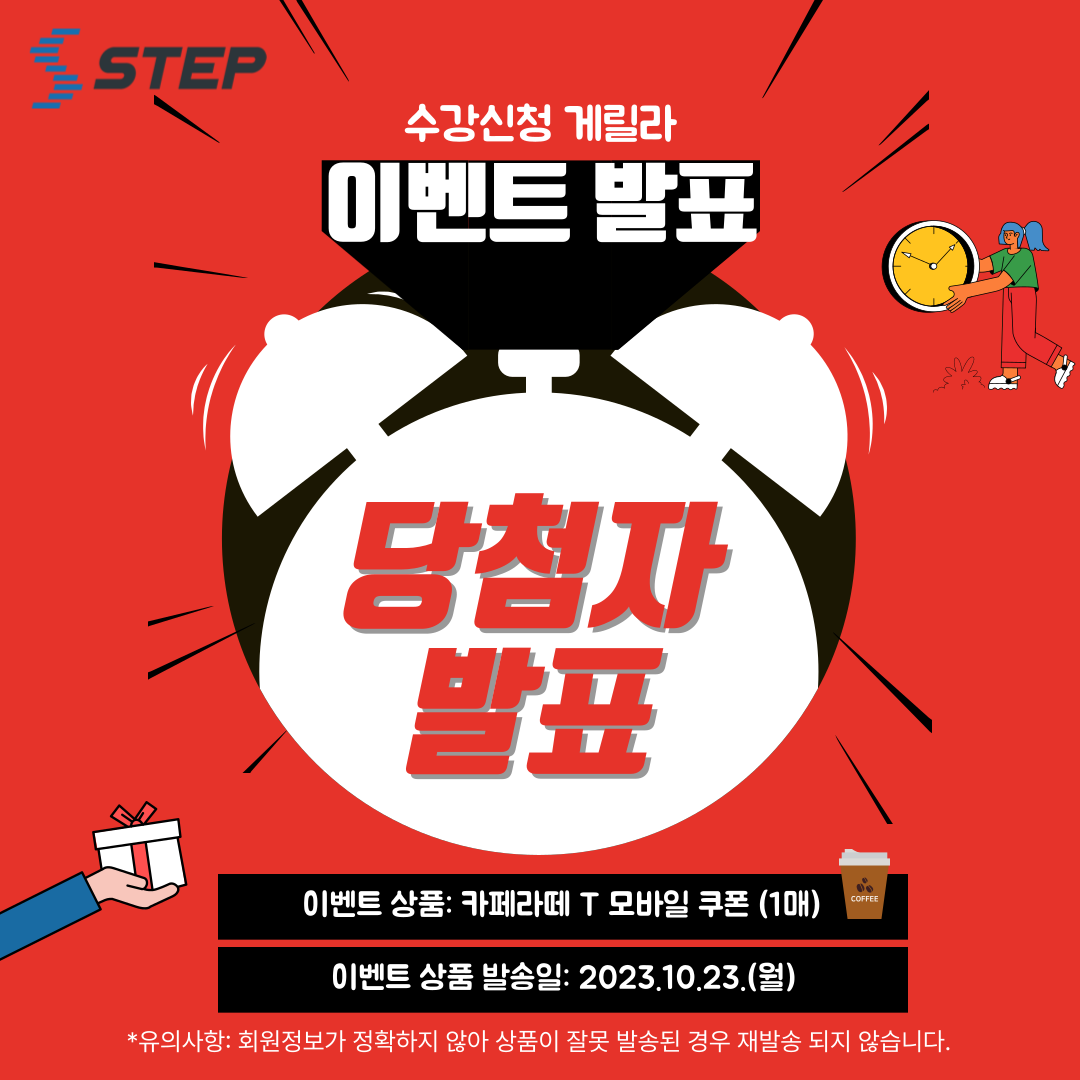 STEP
수강신청 게릴라
이벤트 발표
당첨자
발표
COFFEE
이벤트 상품: 카페라떼 T 모바일 쿠폰 (1매)
이벤트 상품 발송일: 2023.10.23.(월)
*유의사항: 회원정보가 정확하지 않아 상품이 잘못 발송된 경우 재발송 되지 않습니다.